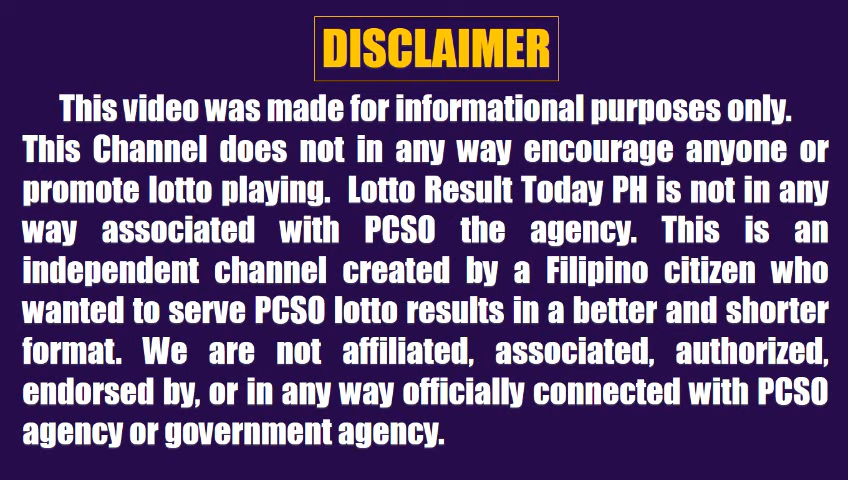 DISCLAIMER
This video was made for informational purposes only.
This Channel does not in any way encourage anyone or
promote lotto playing. Lotto Result Today PH is not in any
way associated with PCSO the agency. This is an
independent channel created by a Filipino citizen who
wanted to serve PCSO lotto results in a better and shorter
format. We are not affiliated, associated, authorized,
endorsed by, or in any way officially connected with PCSO
agency or government agency.